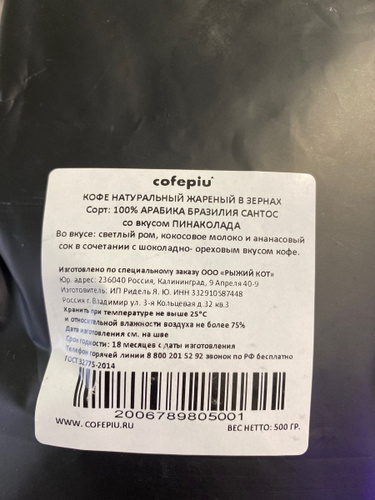 cofepiu
КОФЕ НАТУРАЛЬНЫЙ ЖАРЕНЫЙ В ЗЕРНАХ
Сорт: 100% АРАБИКА БРАЗИЛИЯ САНТОС
со вкусом ПИНАКОЛАДА
Во вкусе: светлый ром, кокосовое молоко и ананасовый
сок в сочетании с шоколадно- ореховым вкусом кофе.
Изготовлено по специальному заказу ООО «РЫЖИЙ КОТ»
Юр. адрес: 236040 Россия, Калининград, 9 Апреля 40-9
Изготовитель: ИП Ридель Я. Ю. ИНН 332910587448
Россия г. Владимир ул. 3-я Кольцевая д.32 кв.3
Хранить при температуре не выше 25°С
и относительной влажности воздуха не более 75%
Дата изготовления см. на шве
Срок годности: 18 месяцев с даты изготовления
Телефон горячей линии 8 800 201 52 92 звонок по РФ бесплатно
ГОСТ 32775-2014
2006789805001
WWW. COFEPIU.RU
ВЕС НЕТТО: 500 ГР.